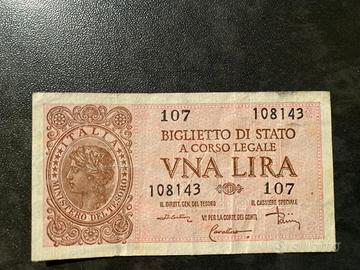 107 108143
BIGLIETTO DI STATO
A CORSO LEGALE
VNA LIRA
108143 107
IL DIRETT. GEN. DEL TESORO IL CASSIERE SPECIALE
VI PER LA CORTE DEI CONTI
ITALIA
MINISTERO DEL TESORO